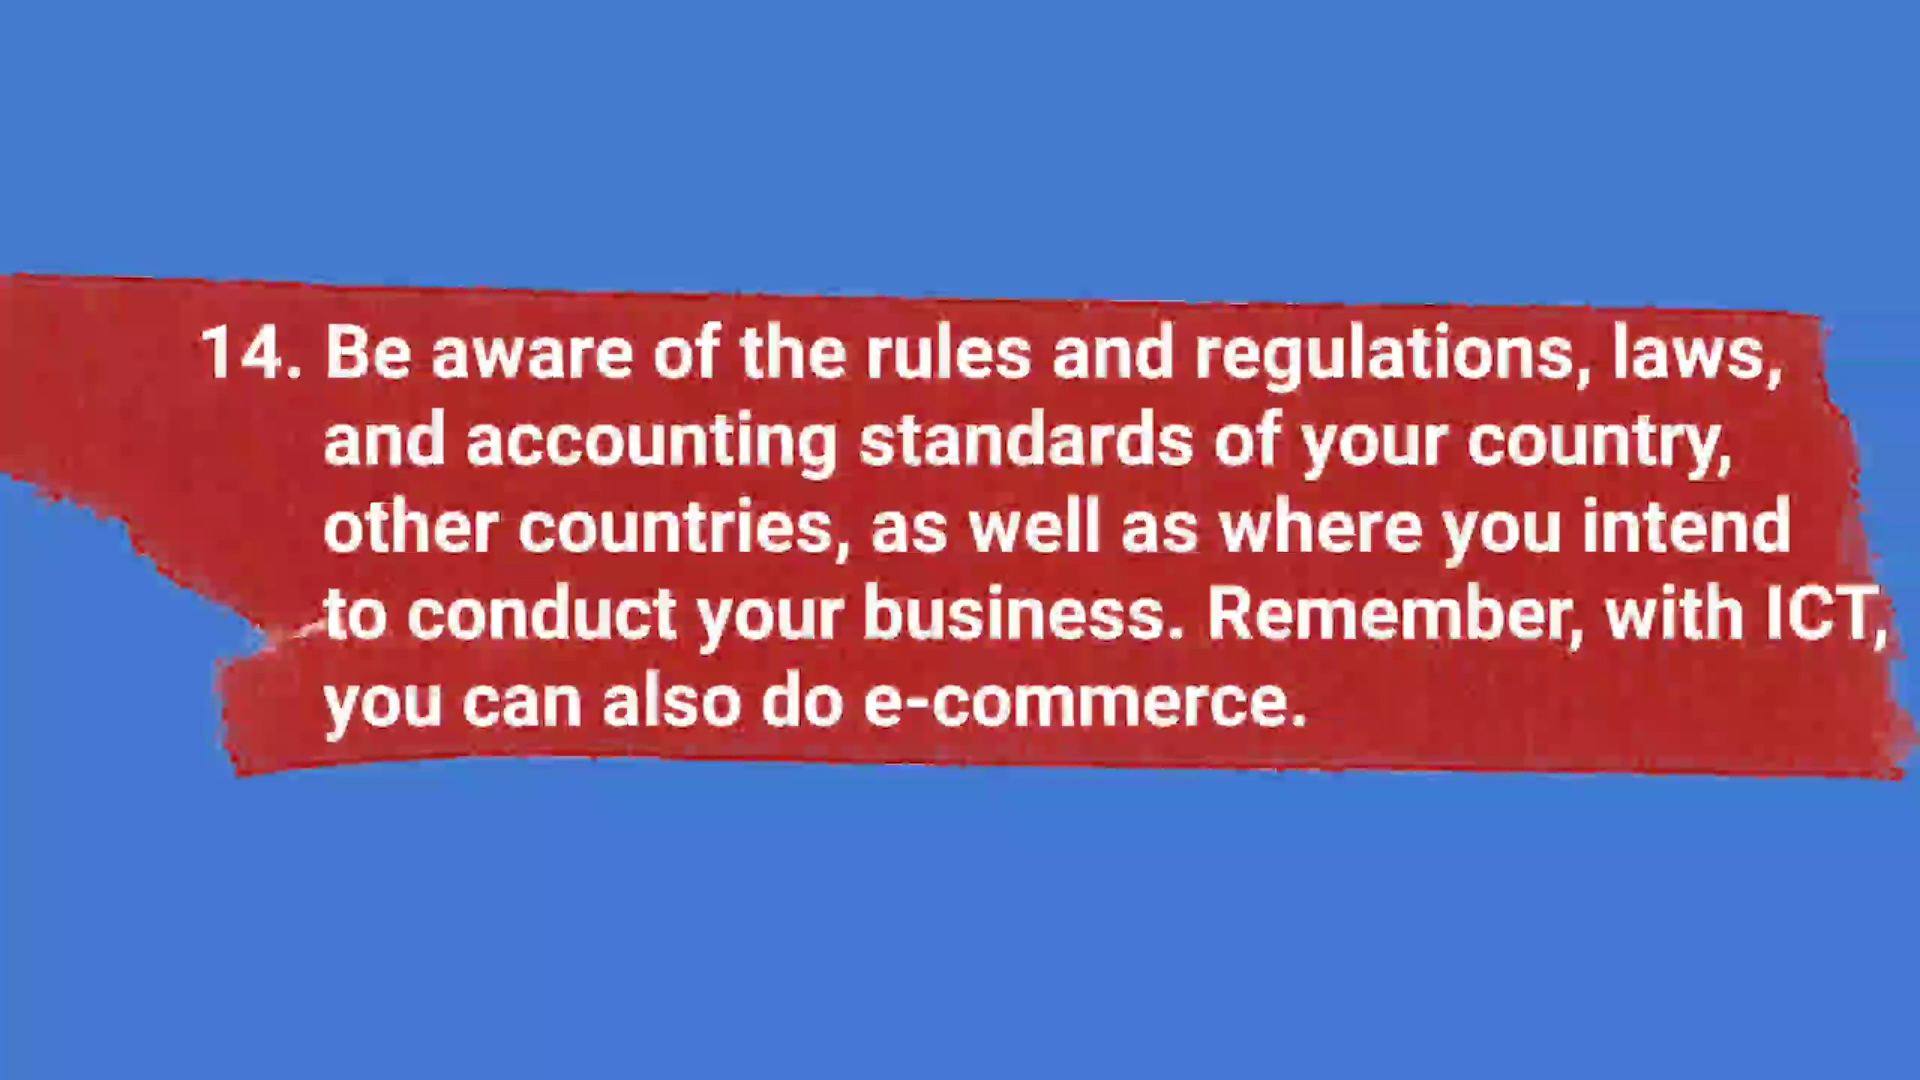 14. Be aware of the rules and regulations, laws,
and accounting standards of your country,
other countries, as well as where you intend
to conduct your business. Remember, with ICT,
you can also do e-commerce.